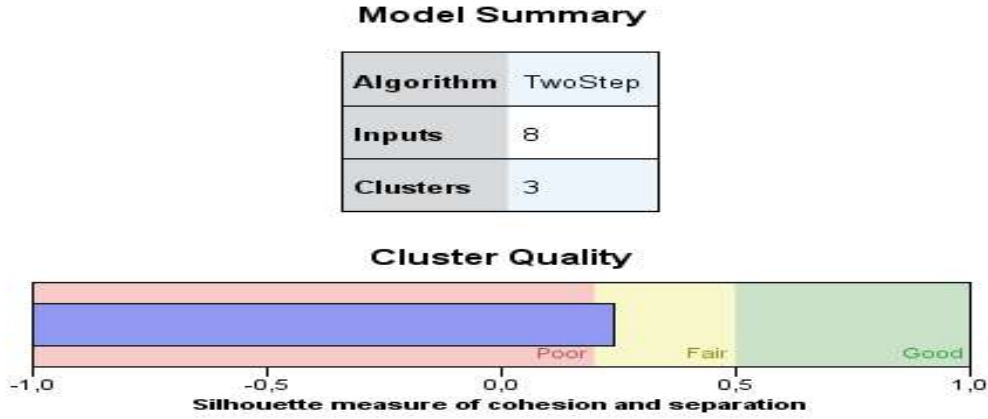 Model Summary
Algorithm TwoStep
Inputs 8
Clusters 3
Cluster Quality
Poor Fair Good
-1,0 -0,5 0,0 0,5 1,0
Silhouette measure of cohesion and separation